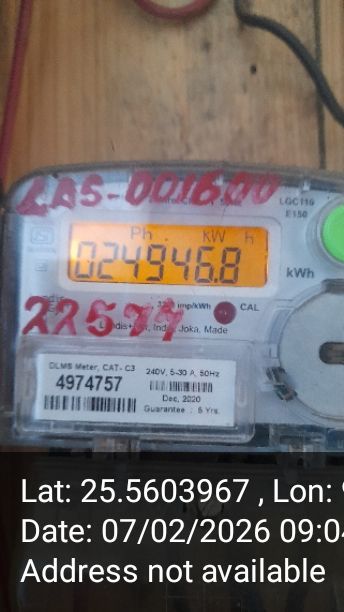 LAS-001600
LGC110
E150
Ph kW h
024946.8
kWh
imp/kWh CAL
22577
Landis+Gyr, India, Joka, Made
DLMS Meter, CAT- C3 240V, 5-30 A, 50Hz
4974757
Dec, 2020
Guarantee : 5 Yrs.
Lat: 25.5603967 , Lon:
Date: 07/02/2026 09:04
Address not available